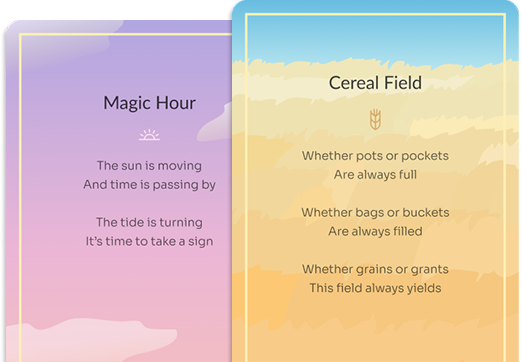 Magic Hour
The sun is moving
And time is passing by
The tide is turning
It's time to take a sign
Cereal Field
Whether pots or pockets
Are always full
Whether bags or buckets
Are always filled
Whether grains or grants
This field always yields